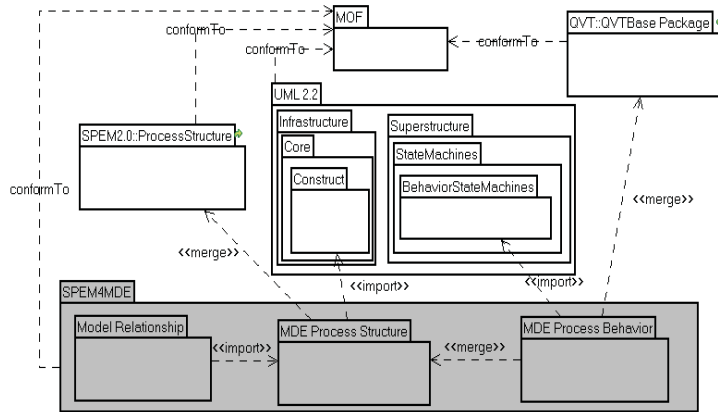 MOF
QVT::QVTBase Package
conformTo
conformTo
conformTo
UML 2.2
Infrastructure
Superstructure
SPEM2.0::ProcessStructure
Core
StateMachines
Construct
BehaviorStateMachines
conformTo
<<merge>>
<<merge>>
<<import>>
<<import>>
SPEM4MDE
Model Relationship
MDE Process Structure
MDE Process Behavior
<<import>>
<<merge>>